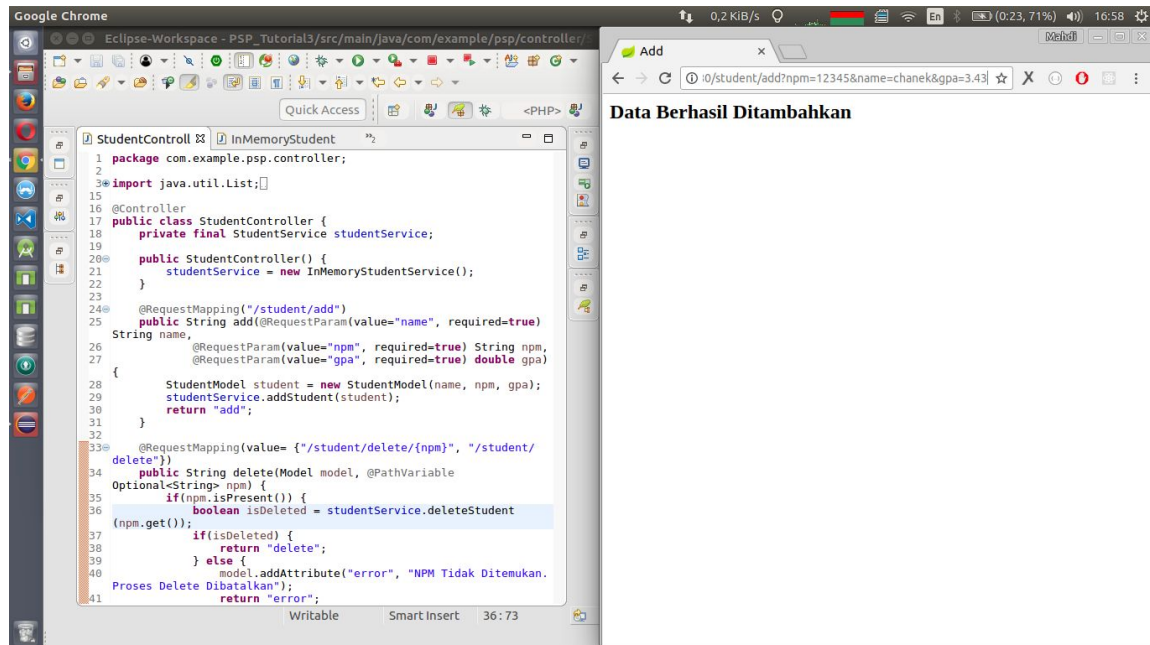 Google Chrome
0,2 KiB/s
En
(0:23, 71%)
16:58
Eclipse-Workspace - PSP_Tutorial3/src/main/java/com/example/psp/controller/
Quick Access
<PHP>
StudentControll
InMemoryStudent
»2
1 package com.example.psp.controller;
2
3 import java.util.List;
15
16 @Controller
17 public class StudentController {
18 private final StudentService studentService;
19
20 public StudentController() {
21 studentService = new InMemoryStudentService();
22 }
23
24 @RequestMapping("/student/add")
25 public String add(@RequestParam(value="name", required=true)
String name,
26 @RequestParam(value="npm", required=true) String npm,
27 @RequestParam(value="gpa", required=true) double gpa)
{
28 StudentModel student = new StudentModel(name, npm, gpa);
29 studentService.addStudent(student);
30 return "add";
31 }
32
33 @RequestMapping(value= {"/student/delete/{npm}", "/student/
delete"})
34 public String delete(Model model, @PathVariable
Optional<String> npm) {
35 if(npm.isPresent()) {
36 boolean isDeleted = studentService.deleteStudent
(npm.get());
37 if(isDeleted) {
38 return "delete";
39 } else {
40 model.addAttribute("error", "NPM Tidak Ditemukan.
Proses Delete Dibatalkan");
41 return "error";
Writable
Smart Insert
36:73
Mahdi
Add
:0/student/add?npm=12345&name=chanek&gpa=3.43
Data Berhasil Ditambahkan